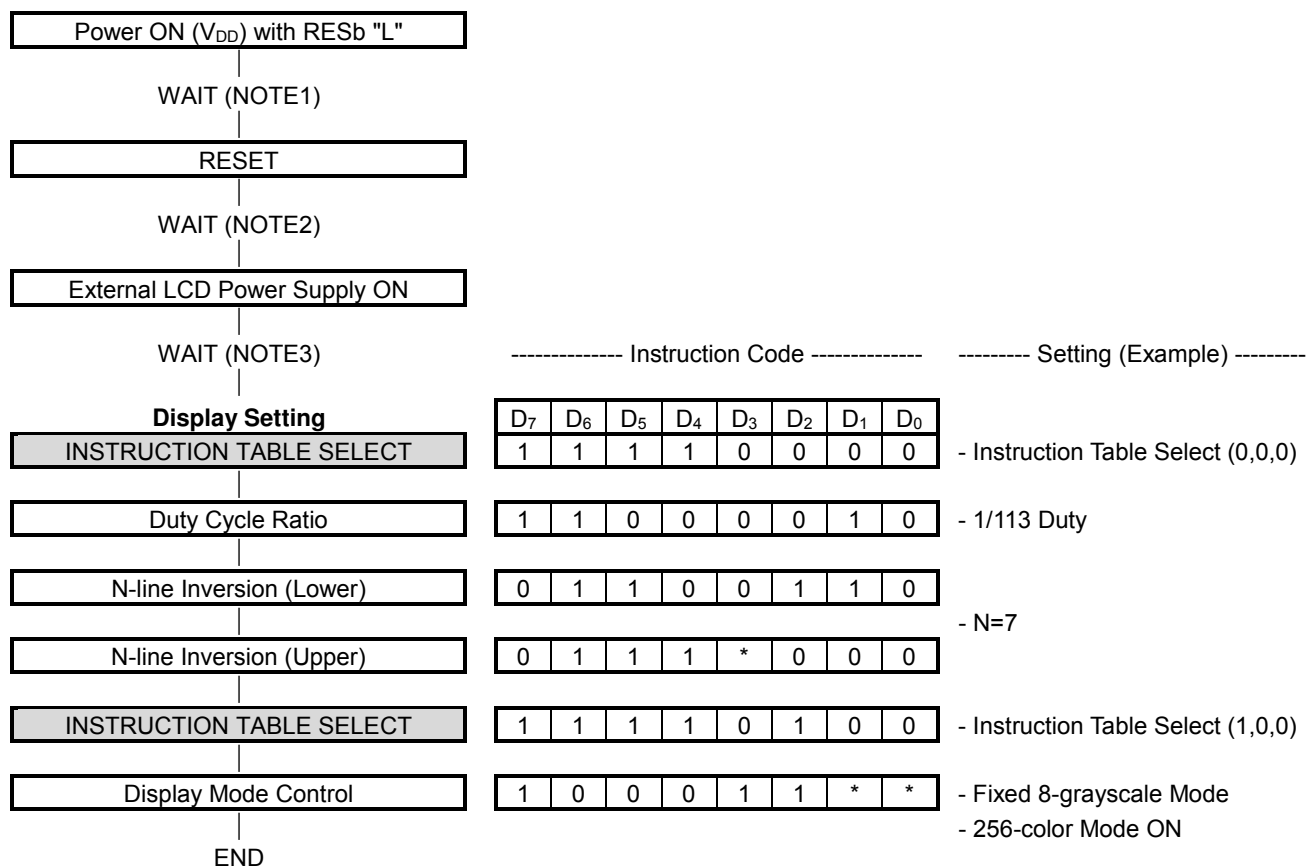 Power ON (VDD) with RESb "L"
WAIT (NOTE1)
RESET
WAIT (NOTE2)
External LCD Power Supply ON
WAIT (NOTE3) -------------- Instruction Code -------------- --------- Setting (Example) ---------
Display Setting D7 D6 D5 D4 D3 D2 D1 D0
INSTRUCTION TABLE SELECT 1 1 1 1 0 0 0 0 - Instruction Table Select (0,0,0)
Duty Cycle Ratio 1 1 0 0 0 0 1 0 - 1/113 Duty
N-line Inversion (Lower) 0 1 1 0 0 1 1 0
- N=7
N-line Inversion (Upper) 0 1 1 1 * 0 0 0
INSTRUCTION TABLE SELECT 1 1 1 1 0 1 0 0 - Instruction Table Select (1,0,0)
Display Mode Control 1 0 0 0 1 1 * * - Fixed 8-grayscale Mode
- 256-color Mode ON
END